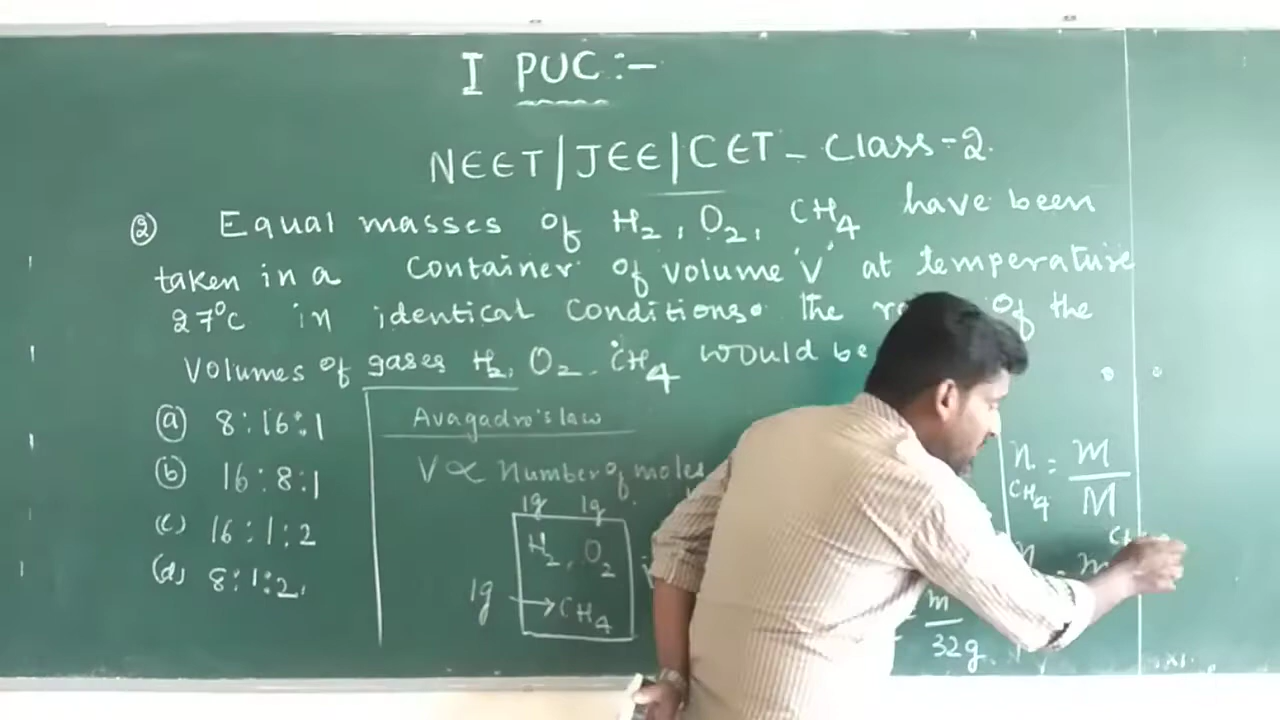 I PUC :-
NEET/JEE/CET - Class-2.
② Equal masses of H₂, O₂, CH₄ have been
taken in a container of volume 'V' at temperature
27°C in identical conditions. The of the
Volumes of gases H₂, O₂, CH₄ would be
(a) 8:16:1
(b) 16:8:1
(c) 16:1:2
(d) 8:1:2.
Avagadro's law
V ∝ Number of moles
1g 1g
H₂, O₂
1g → CH₄
m/32g
n CH₄ = m/M
n = m